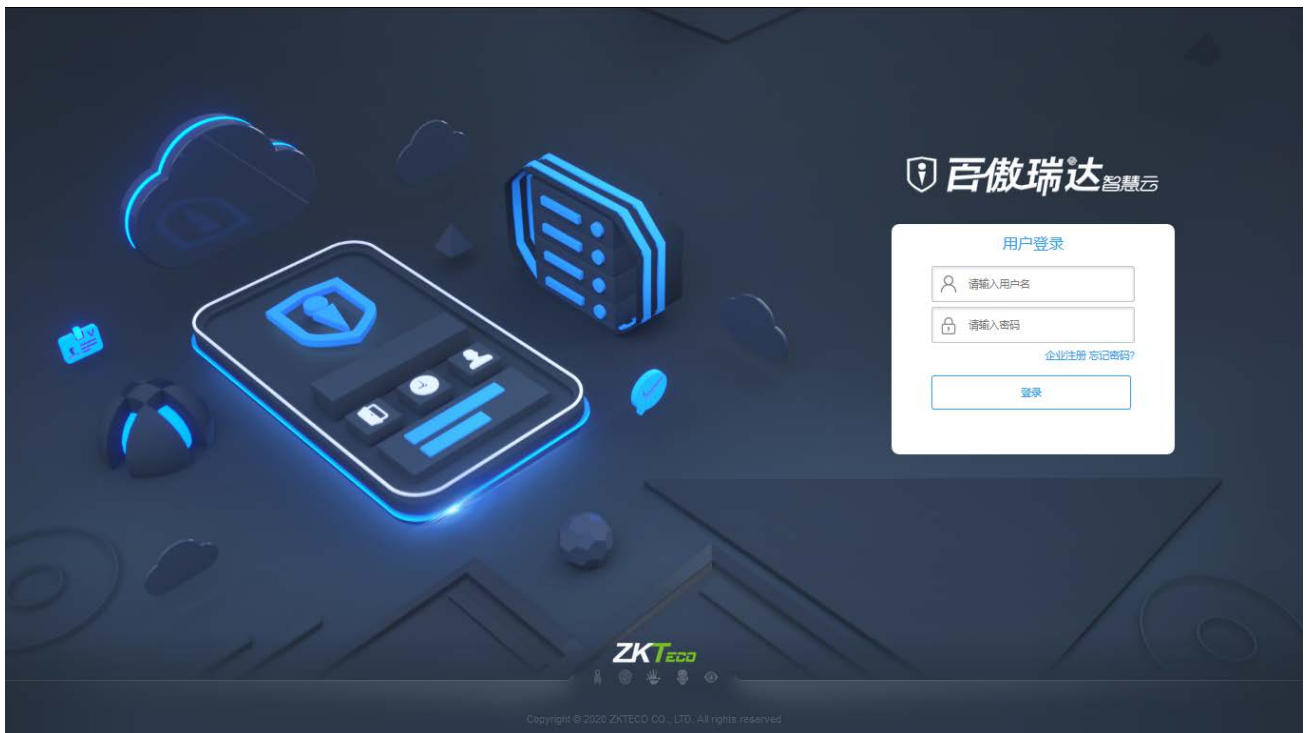 百傲瑞达智慧云
用户登录
请输入用户名
请输入密码
企业注册 忘记密码?
登录
ZKTECO
Copyright © 2020 ZKTECO CO., LTD. All rights reserved